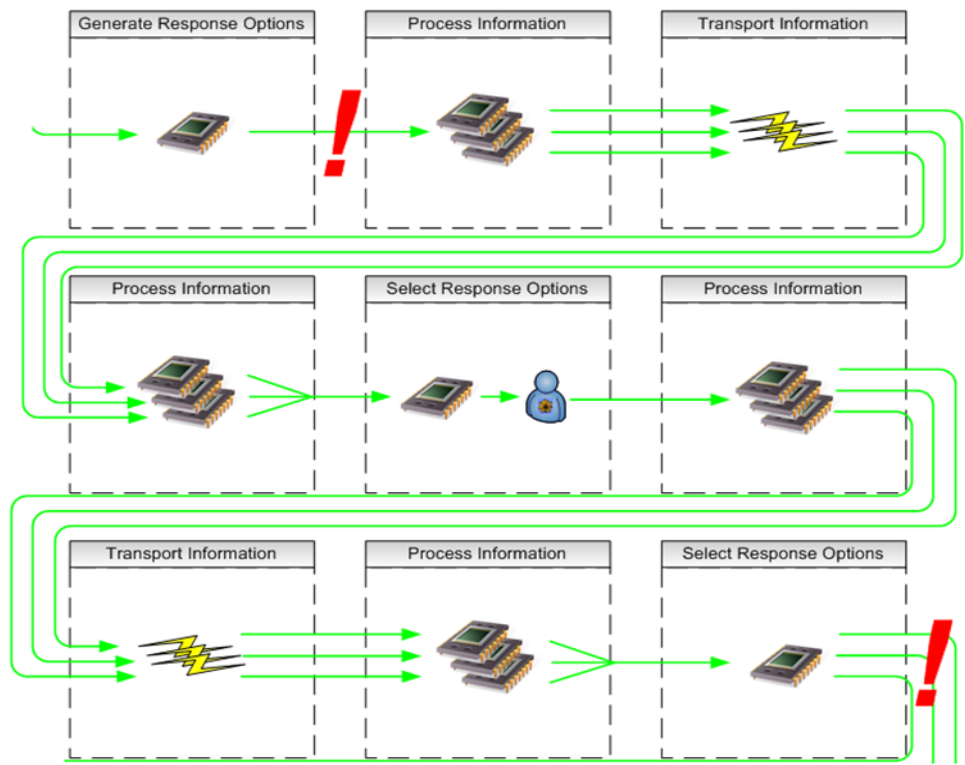 Generate Response Options
Process Information
Transport Information
Process Information
Select Response Options
Process Information
Transport Information
Process Information
Select Response Options